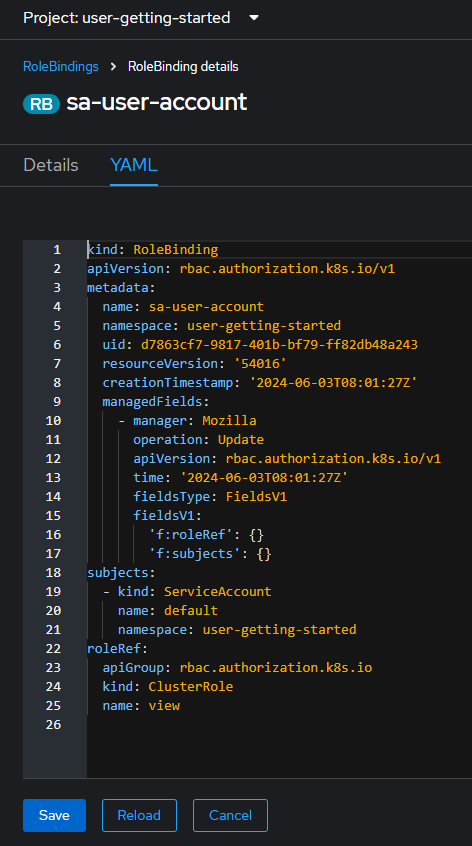 Project: user-getting-started
RoleBindings > RoleBinding details
RB sa-user-account
Details YAML
1 kind: RoleBinding
2 apiVersion: rbac.authorization.k8s.io/v1
3 metadata:
4   name: sa-user-account
5   namespace: user-getting-started
6   uid: d7863cf7-9817-401b-bf79-ff82db48a243
7   resourceVersion: '54016'
8   creationTimestamp: '2024-06-03T08:01:27Z'
9   managedFields:
10     - manager: Mozilla
11       operation: Update
12       apiVersion: rbac.authorization.k8s.io/v1
13       time: '2024-06-03T08:01:27Z'
14       fieldsType: FieldsV1
15       fieldsV1:
16         'f:roleRef': {}
17         'f:subjects': {}
18 subjects:
19   - kind: ServiceAccount
20     name: default
21     namespace: user-getting-started
22 roleRef:
23   apiGroup: rbac.authorization.k8s.io
24   kind: ClusterRole
25   name: view
26
Save Reload Cancel